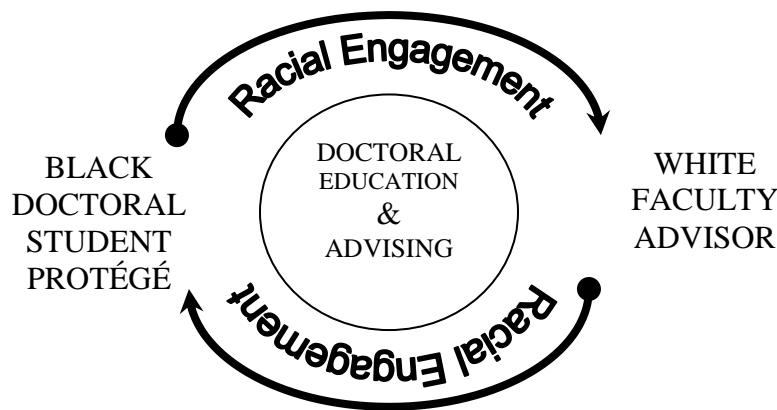 Racial Engagement
BLACK
DOCTORAL
STUDENT
PROTÉGÉ
DOCTORAL
EDUCATION
&
ADVISING
WHITE
FACULTY
ADVISOR
Racial Engagement